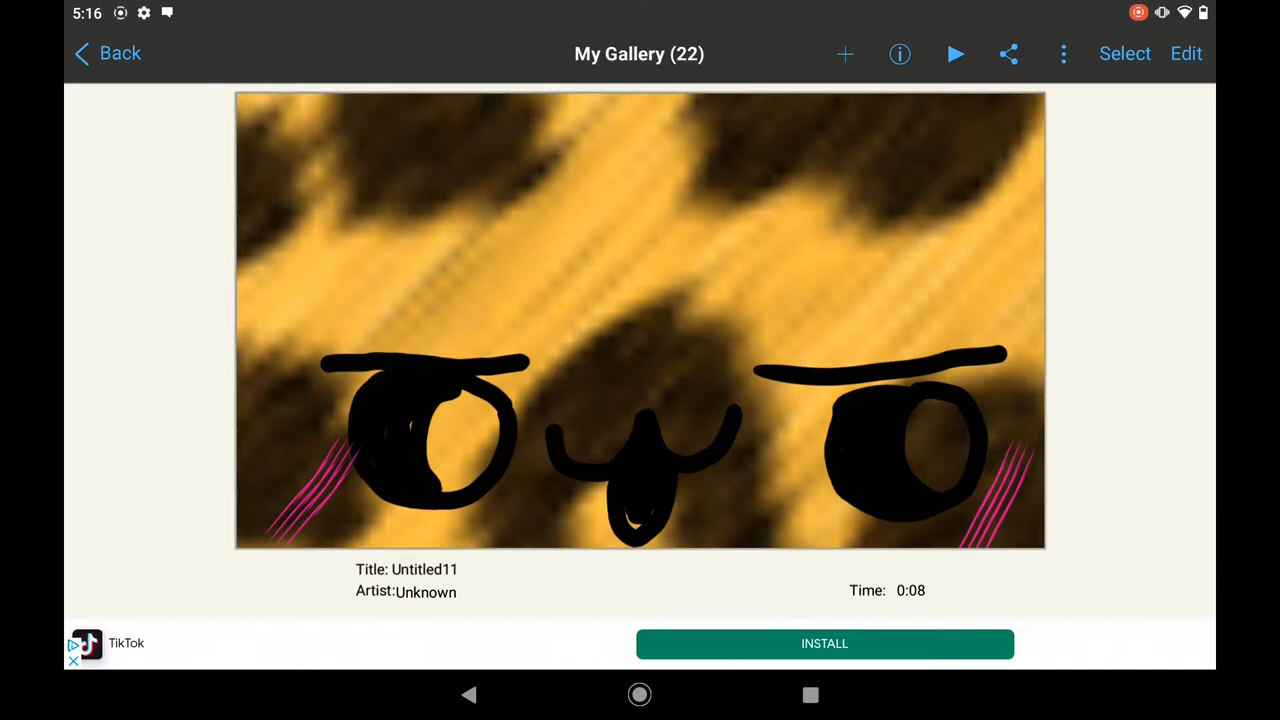 5:16
Back
My Gallery (22)
Select
Edit
Title: Untitled11
Artist:Unknown
Time: 0:08
TikTok
INSTALL